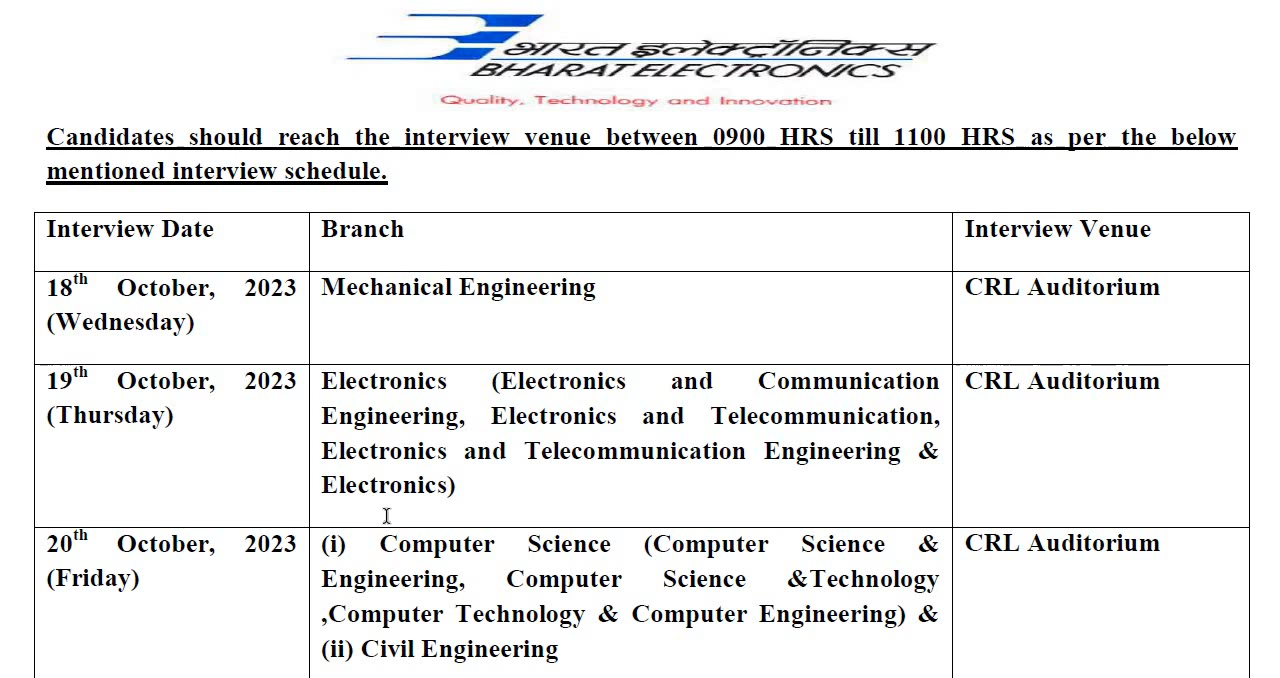 भारत इलेक्ट्रॉनिक्स
BHARAT ELECTRONICS
Quality, Technology and Innovation
Candidates should reach the interview venue between 0900 HRS till 1100 HRS as per the below
mentioned interview schedule.
Interview Date
Branch
Interview Venue
18th October, 2023
(Wednesday)
Mechanical Engineering
CRL Auditorium
19th October, 2023
(Thursday)
Electronics (Electronics and Communication
Engineering, Electronics and Telecommunication,
Electronics and Telecommunication Engineering &
Electronics)
CRL Auditorium
20th October, 2023
(Friday)
(i) Computer Science (Computer Science &
Engineering, Computer Science &Technology
,Computer Technology & Computer Engineering) &
(ii) Civil Engineering
CRL Auditorium